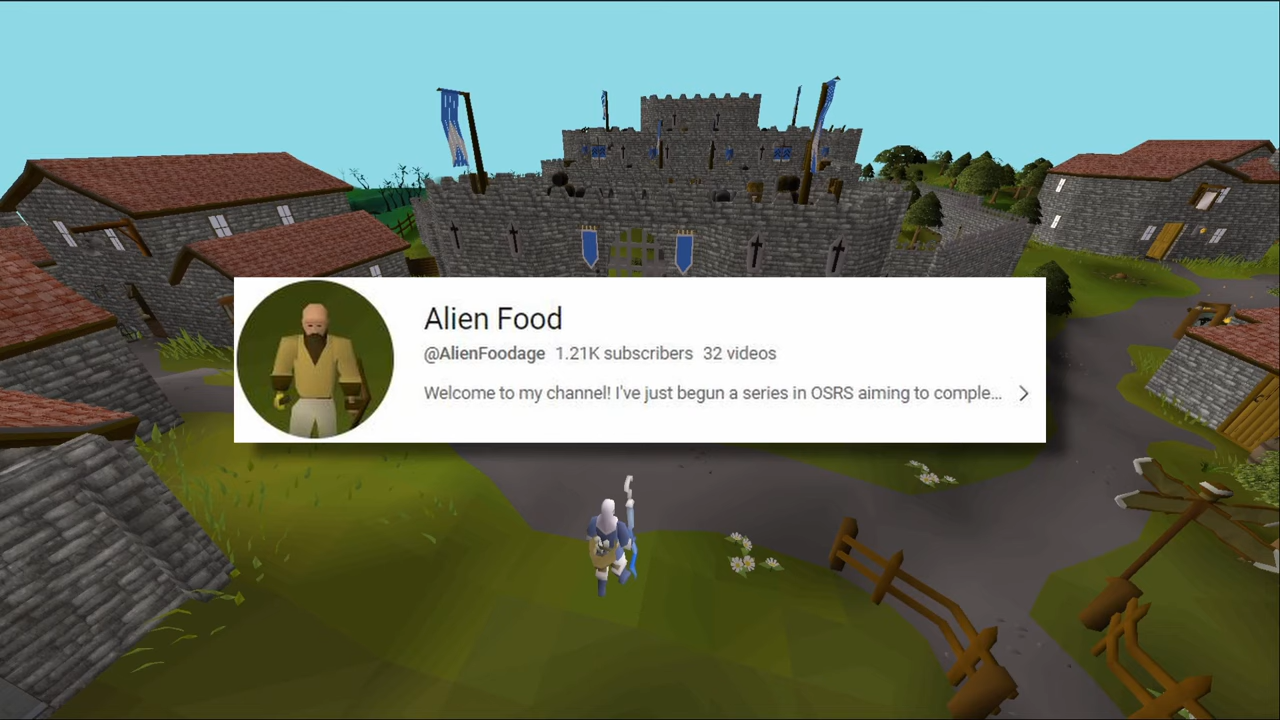 Alien Food
@AlienFoodage 1.21K subscribers 32 videos
Welcome to my channel! I've just begun a series in OSRS aiming to comple...